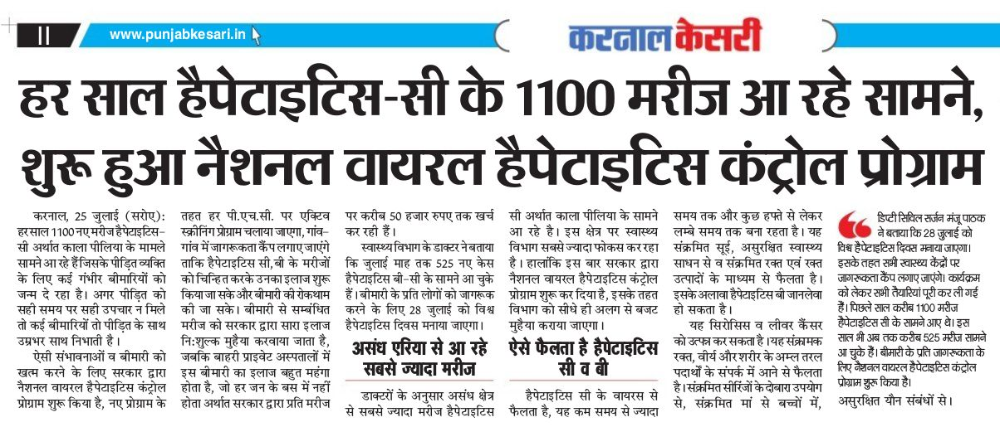 II
www.punjabkesari.in
करनाल केसरी
हर साल हैपेटाइटिस-सी के 1100 मरीज आ रहे सामने,
शुरू हुआ नैशनल वायरल हैपेटाइटिस कंट्रोल प्रोग्राम
करनाल, 25 जुलाई (सरोए):
हर साल 1100 नए मरीज हैपेटाइटिस-
सी अर्थात काला पीलिया के मामले
सामने आ रहे हैं जिसके पीड़ित व्यक्ति
के लिए कई गंभीर बीमारियों को
जन्म दे रहा है। अगर पीड़ित को
सही समय पर सही उपचार न मिले
तो कई बीमारियों तो पीड़ित के साथ
उम्रभर साथ निभाती है।
ऐसी संभावनाओं व बीमारी को
खत्म करने के लिए सरकार द्वारा
नैशनल वायरल हैपेटाइटिस कंट्रोल
प्रोग्राम शुरू किया है, नए प्रोग्राम के
तहत हर पी.एच.सी. पर एक्टिव
स्क्रीनिंग प्रोग्राम चलाया जाएगा, गांव-
गांव में जागरूकता कैंप लगाए जाएंगे
ताकि हैपेटाइटिस सी,बी के मरीजों
को चिन्हित करके उनका इलाज शुरू
किया जा सके और बीमारी की रोकथाम
की जा सके। बीमारी से सम्बंधित
मरीज को सरकार द्वारा सारा इलाज
नि:शुल्क मुहैया करवाया जाता है,
जबकि बाहरी प्राइवेट अस्पतालों में
इस बीमारी का इलाज बहुत महंगा
होता है, जो हर जन के बस में नहीं
होता अर्थात सरकार द्वारा प्रति मरीज
पर करीब 50 हजार रुपए तक खर्च
कर रही हैं।
स्वास्थ्य विभाग के डाक्टर ने बताया
कि जुलाई माह तक 525 नए केस
हैपेटाइटिस बी-सी के सामने आ चुके
हैं। बीमारी के प्रति लोगों को जागरूक
करने के लिए 28 जुलाई को विश्व
हैपेटाइटिस दिवस मनाया जाएगा।
असंध एरिया से आ रहे
सबसे ज्यादा मरीज
डाक्टरों के अनुसार असंध क्षेत्र
से सबसे ज्यादा मरीज हैपेटाइटिस
सी अर्थात काला पीलिया के सामने
आ रहे है। इस क्षेत्र पर स्वास्थ्य
विभाग सबसे ज्यादा फोकस कर रहा
है। हालांकि इस बार सरकार द्वारा
नैशनल वायरल हैपेटाइटिस कंट्रोल
प्रोग्राम शुरू कर दिया है, इसके तहत
विभाग को सीधे ही अलग से बजट
मुहैया कराया जाएगा।
ऐसे फैलता है हैपेटाइटिस
सी व बी
हैपेटाइटिस सी के वायरस से
फैलता है, यह कम समय से ज्यादा
समय तक और कुछ हफ्ते से लेकर
लम्बे समय तक बना रहता है। यह
संक्रमित सूई, असुरक्षित स्वास्थ्य
साधन से व संक्रमित रक्त एवं रक्त
उत्पादों के माध्यम से फैलता है।
इसके अलावा हैपेटाइटिस बी जानलेवा
हो सकता है।
यह सिरोसिस व लीवर कैंसर
को उत्पन्न कर सकता है। यह संक्रमक
रक्त, वीर्य और शरीर के अम्ल तरल
पदार्थों के संपर्क में आने से फैलता
है। संक्रमित सीरिंजों के दोबारा उपयोग
से, संक्रमित मां से बच्चों में,
डिप्टी सिविल सर्जन मंजू पाठक
ने बताया कि 28 जुलाई को
विश्व हैपेटाइटिस दिवस मनाया जाएगा।
इसके तहत सभी स्वास्थ्य केंद्रों पर
जागरूकता कैंप लगाए जाएंगे। कार्यक्रम
को लेकर सभी तैयारियां पूरी कर ली गई
हैं। पिछले साल करीब 1100 मरीज
हैपेटाइटिस सी के सामने आए थे। इस
साल भी अब तक करीब 525 मरीज सामने
आ चुके हैं। बीमारी के प्रति जागरूकता के
लिए नैशनल वायरल हैपेटाइटिस कंट्रोल
प्रोग्राम शुरू किया है।
असुरक्षित यौन संबंधों से।